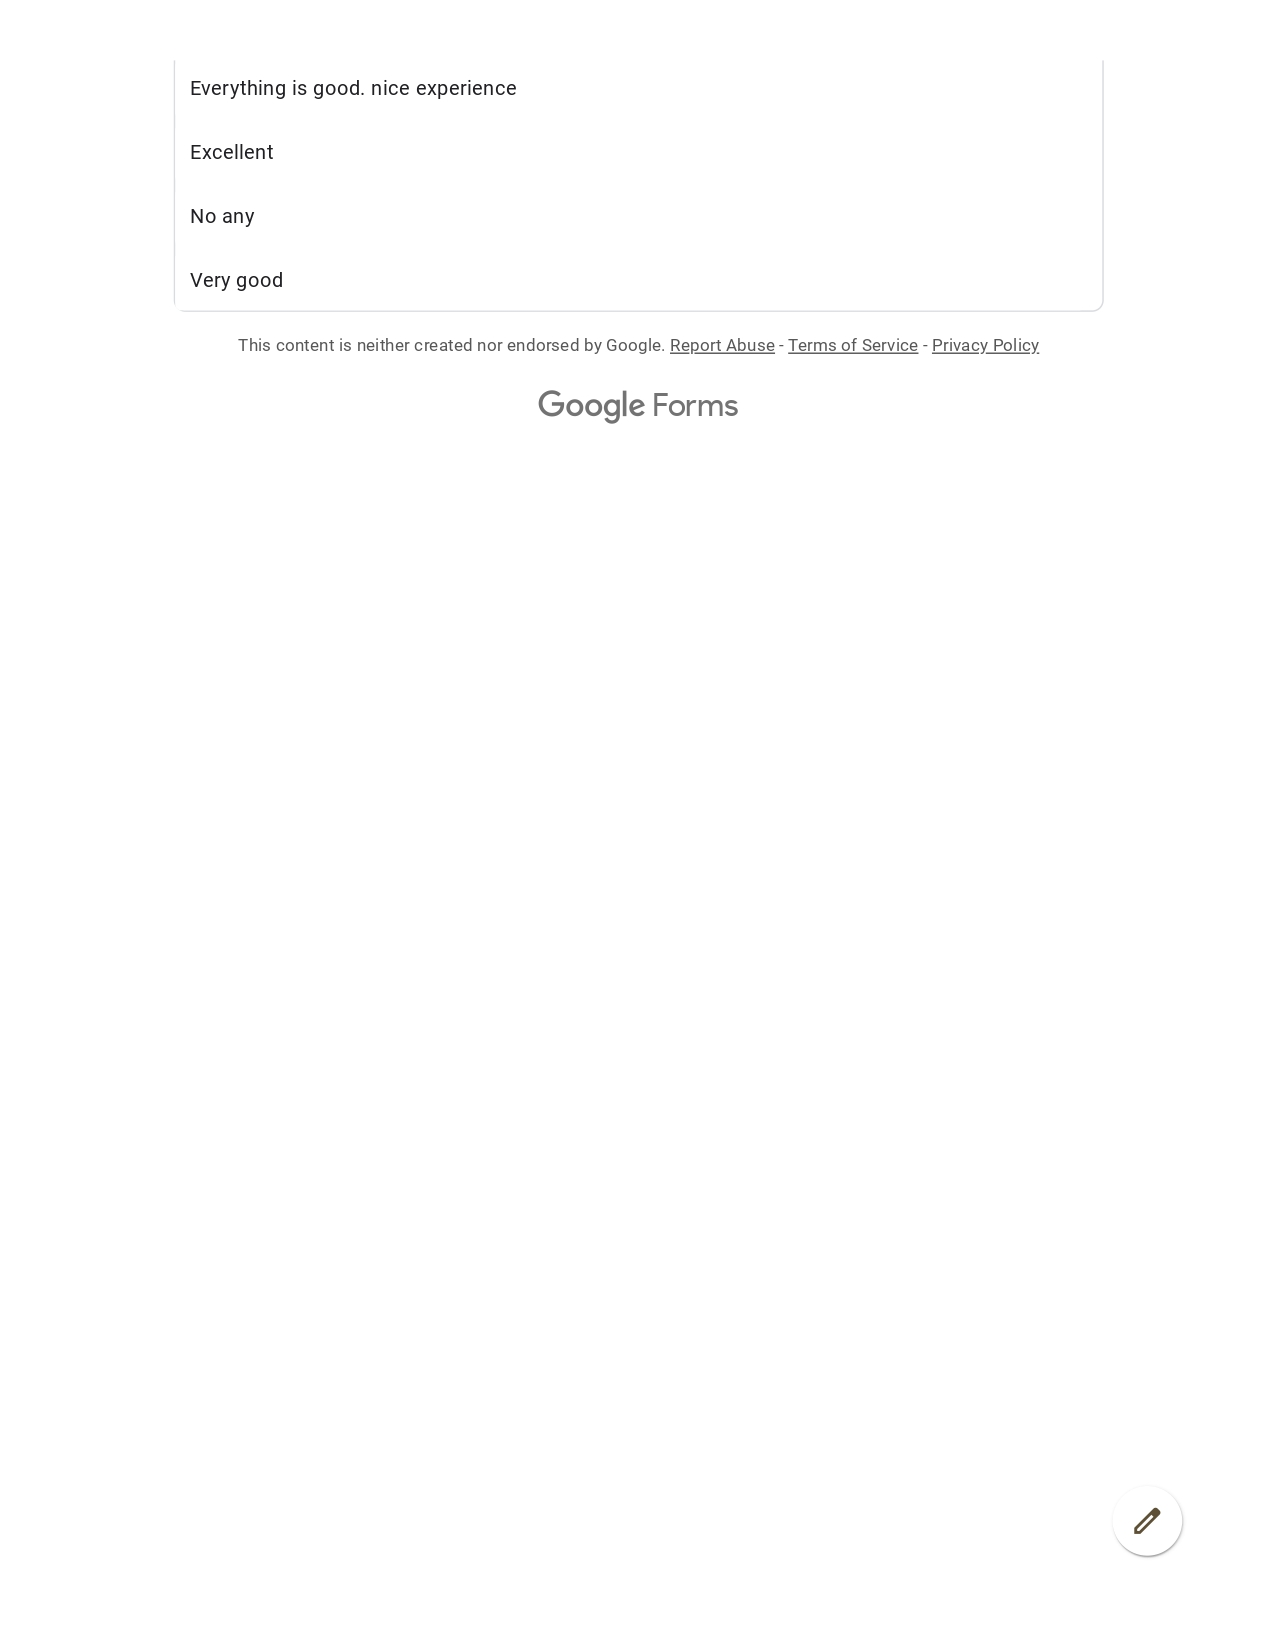 Everything is good. nice experience
Excellent
No any
Very good
This content is neither created nor endorsed by Google. Report Abuse - Terms of Service - Privacy Policy
Google Forms